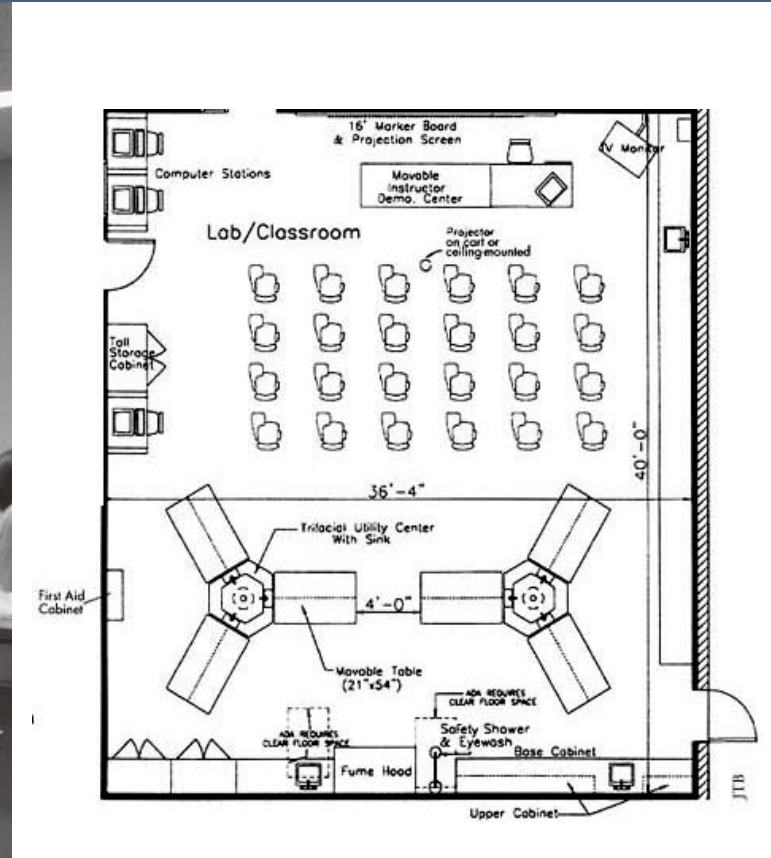 16' Marker Board
& Projection Screen
TV Monitor
Computer Stations
Movable
Instructor
Demo. Center
Lab/Classroom
Projector
on cart or
ceiling-mounted
Tall
Storage
Cabinet
40'-0"
36'-4"
Trifacial Utility Center
With Sink
First Aid
Cabinet
4'-0"
Movable Table
(21"x54")
ADA REQUIRES
CLEAR FLOOR SPACE
ADA REQUIRES
CLEAR FLOOR SPACE
Safety Shower
& Eyewash
Base Cabinet
Fume Hood
JTB
Upper Cabinet